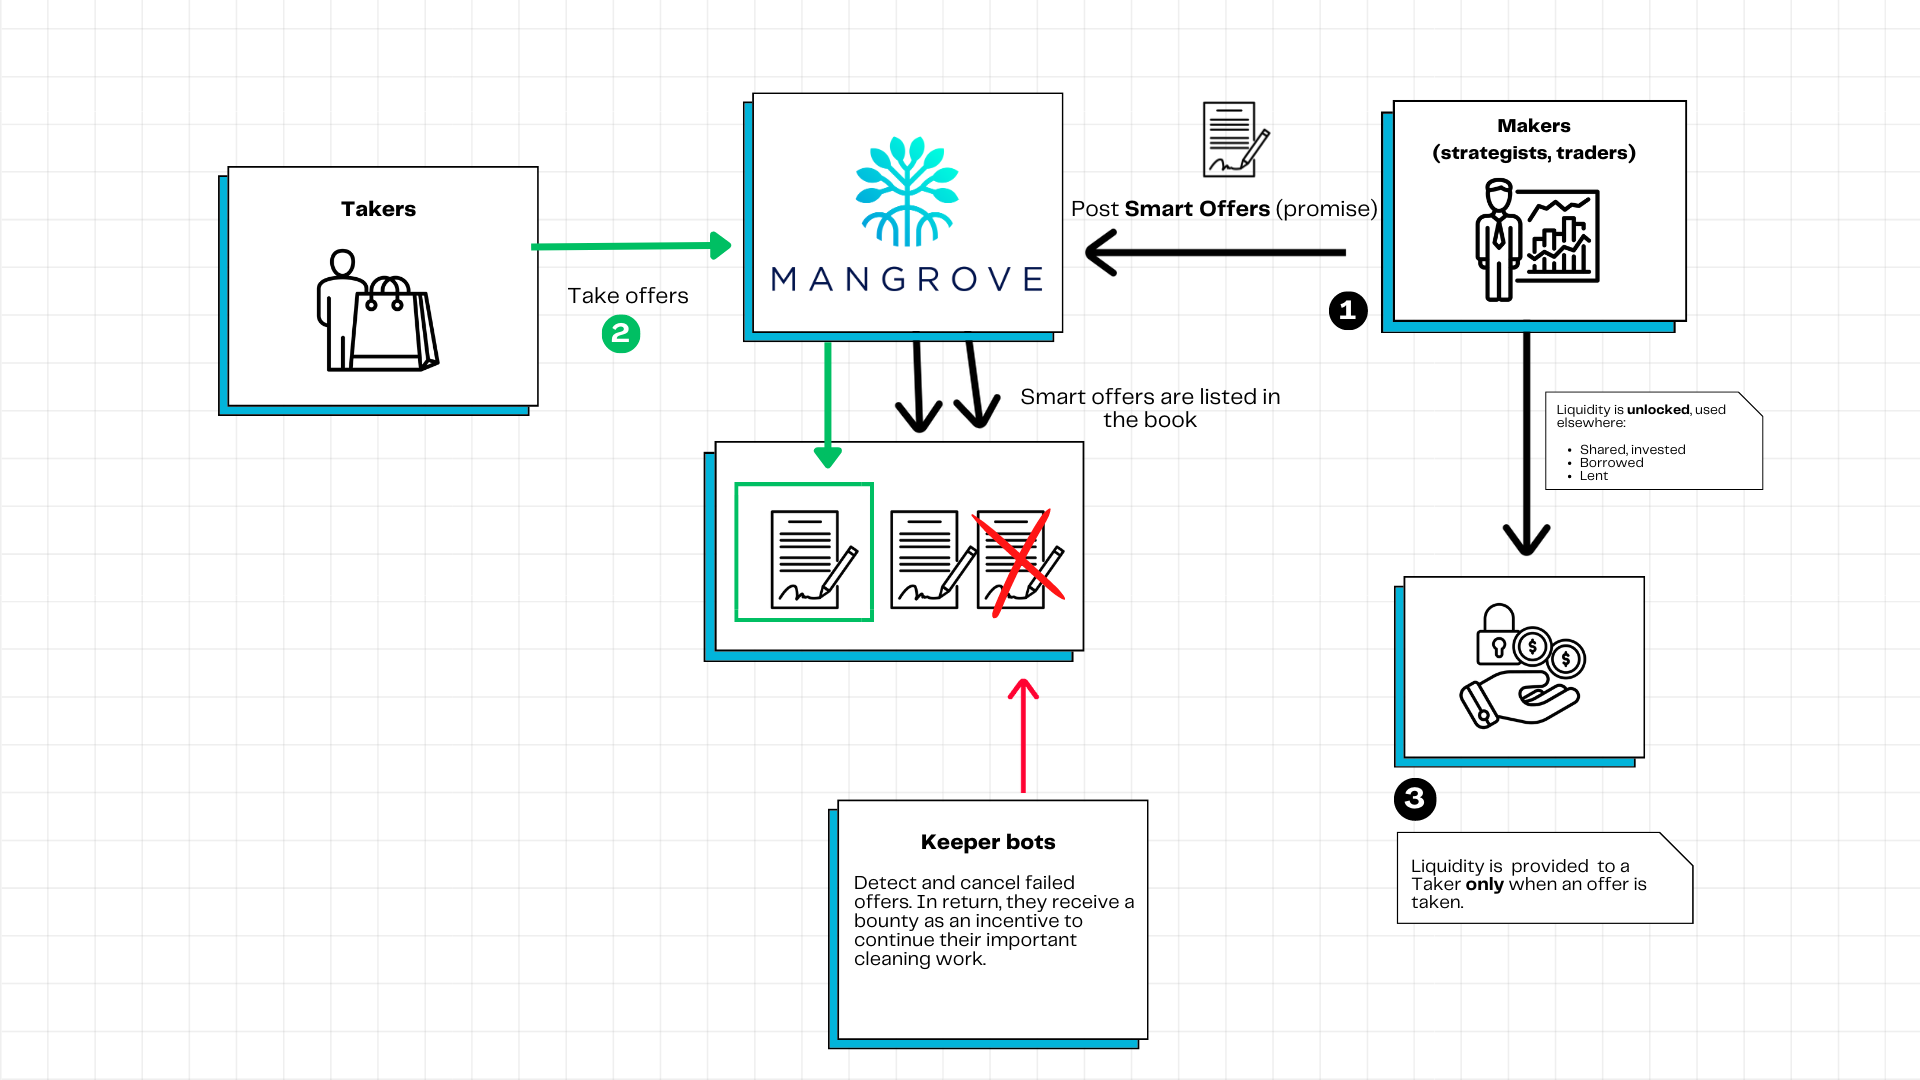 Takers
Take offers
2
MANGROVE
Post Smart Offers (promise)
1
Makers
(strategists, traders)
Smart offers are listed in
the book
Liquidity is unlocked, used
elsewhere:
• Shared, invested
• Borrowed
• Lent
$ $
3
Liquidity is provided to a
Taker only when an offer is
taken.
Keeper bots
Detect and cancel failed
offers. In return, they receive a
bounty as an incentive to
continue their important
cleaning work.